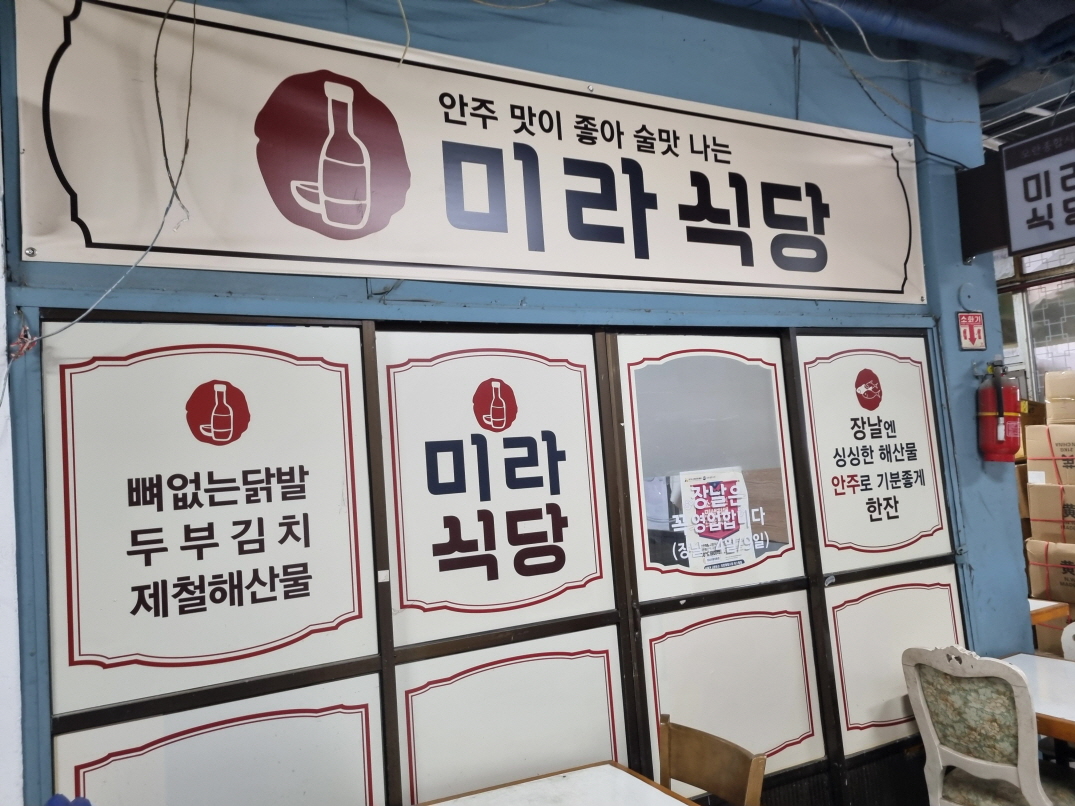 안주 맛이 좋아 술맛 나는
미라 식당
미라
식당
소화기
뼈없는닭발
두부김치
제철해산물
미라
식당
장날은
꼭 영업합니다
장날엔
싱싱한 해산물
안주로 기분좋게
한잔